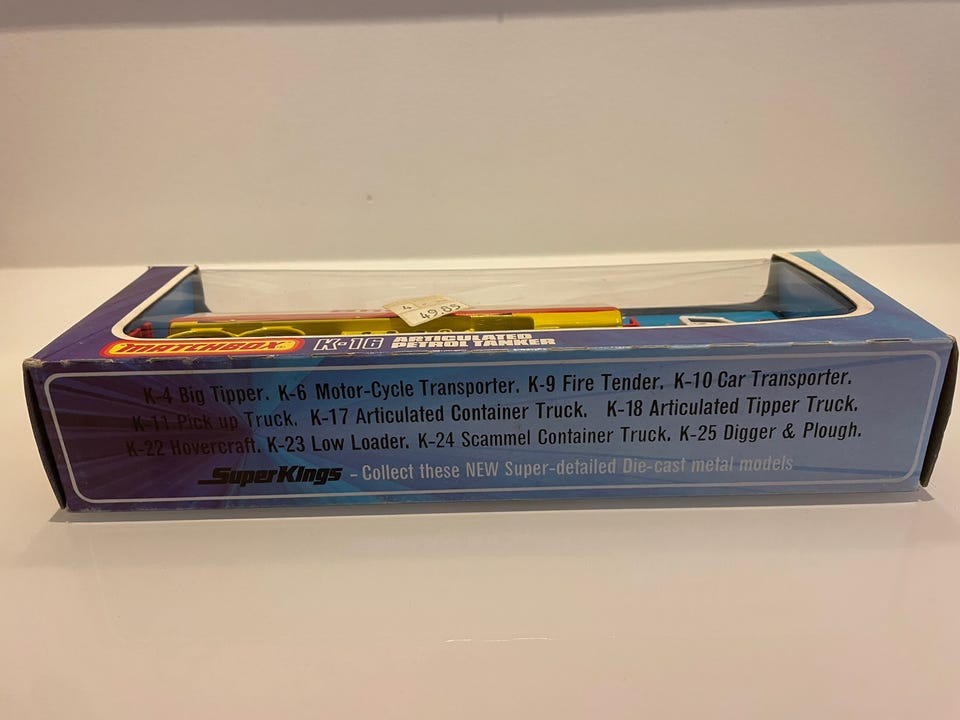 4
49.85
MATCHBOX
K-16 ARTICULATED
PETROL TANKER
K-4 Big Tipper. K-6 Motor-Cycle Transporter. K-9 Fire Tender. K-10 Car Transporter.
K-11 Pick up Truck. K-17 Articulated Container Truck. K-18 Articulated Tipper Truck.
K-22 Hovercraft. K-23 Low Loader. K-24 Scammel Container Truck. K-25 Digger & Plough.
SuperKings – Collect these NEW Super-detailed Die-cast metal models